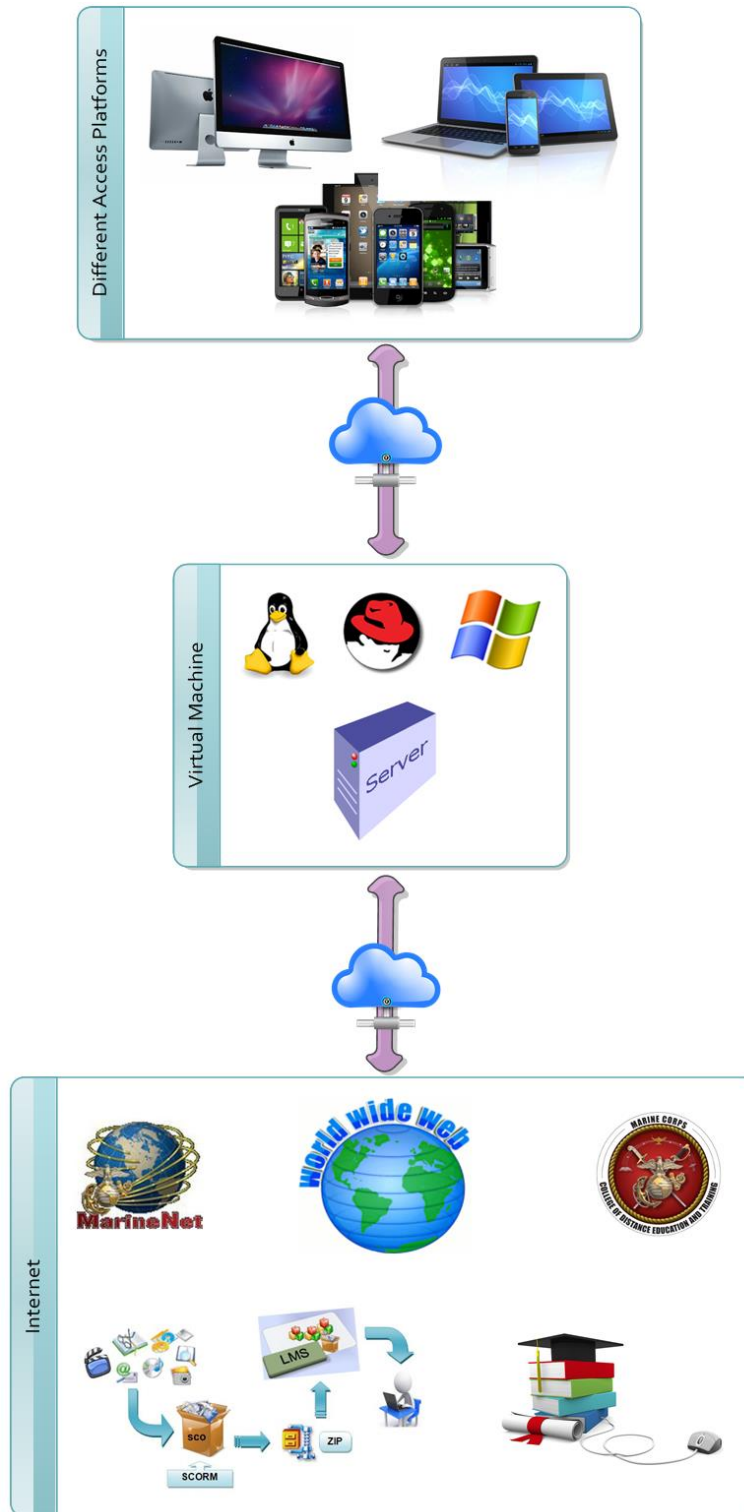 Different Access Platforms
Virtual Machine
Server
Internet
World Wide Web
MarineNet
MARINE CORPS
COLLEGE OF DISTANCE EDUCATION AND TRAINING
LMS
SCO
ZIP
SCORM